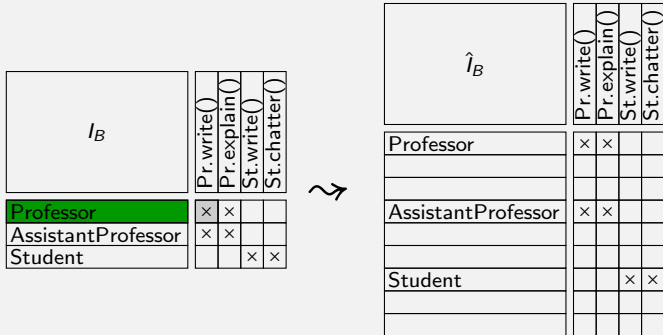 I_B
Pr.write()
Pr.explain()
St.write()
St.chatter()
Professor × ×
AssistantProfessor × ×
Student × ×
⇝
Î_B
Pr.write()
Pr.explain()
St.write()
St.chatter()
Professor × ×
AssistantProfessor × ×
Student × ×